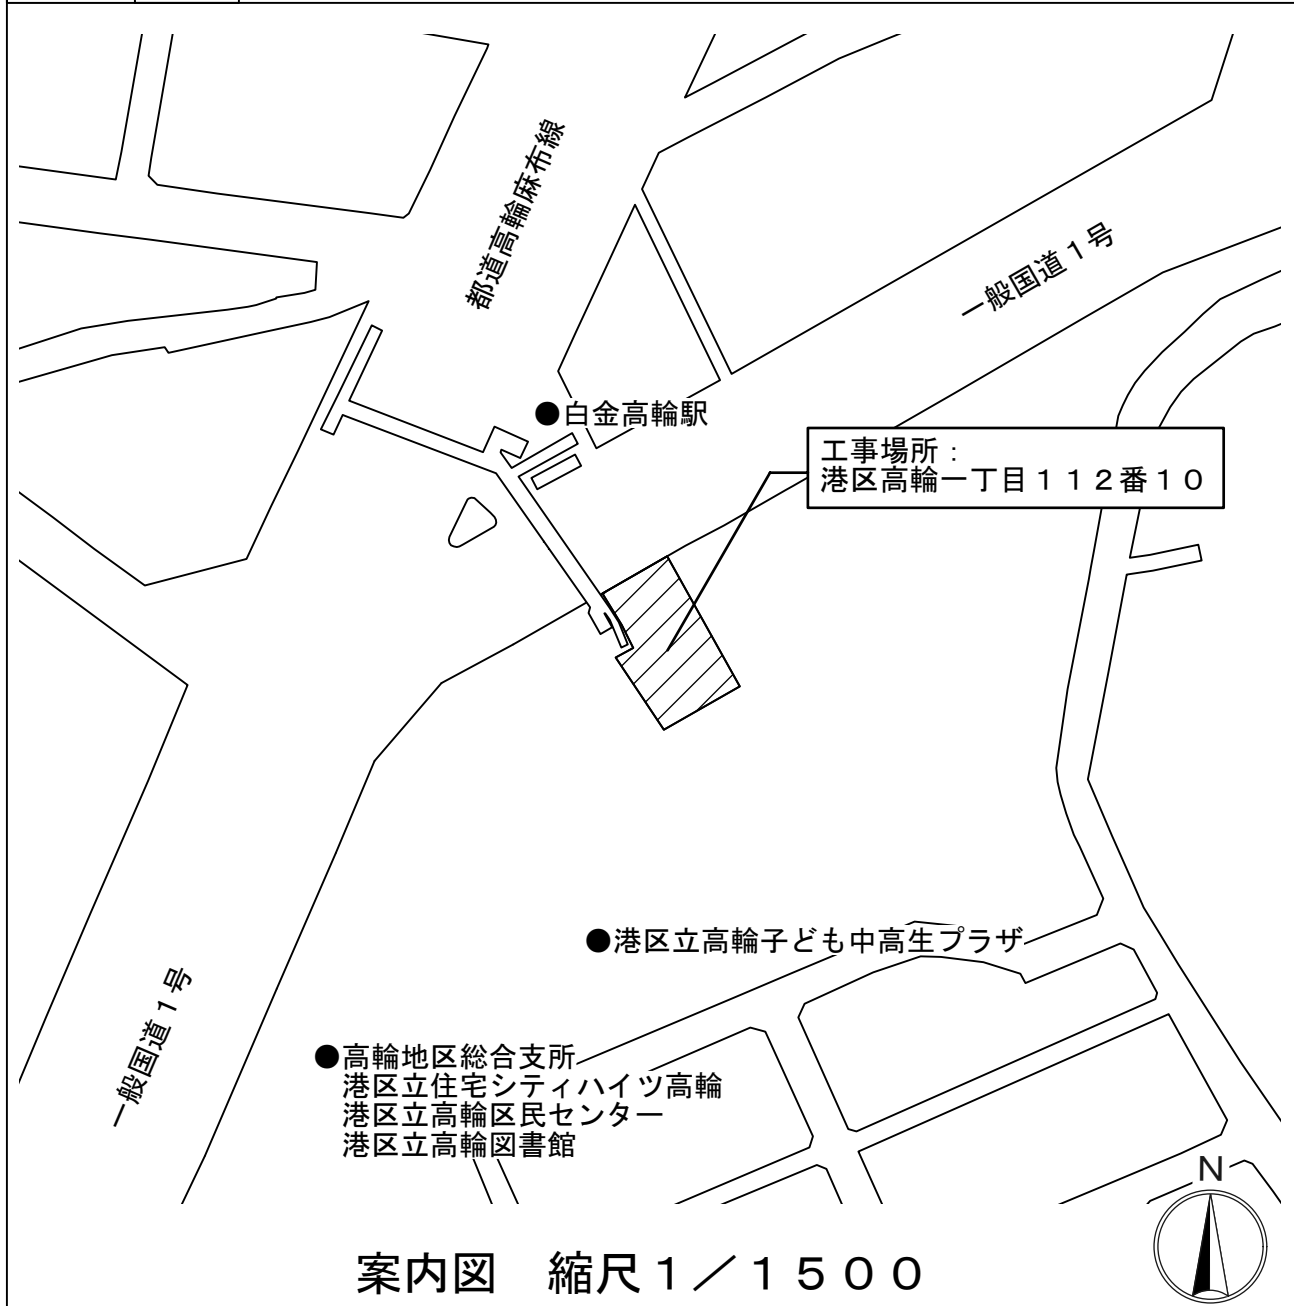 都道高輪麻布線
一般国道１号
●白金高輪駅
工事場所：
港区高輪一丁目１１２番１０
●港区立高輪子ども中高生プラザ
一般国道１号
●高輪地区総合支所
港区立住宅シティハイツ高輪
港区立高輪区民センター
港区立高輪図書館
N
案内図　縮尺１／１５００